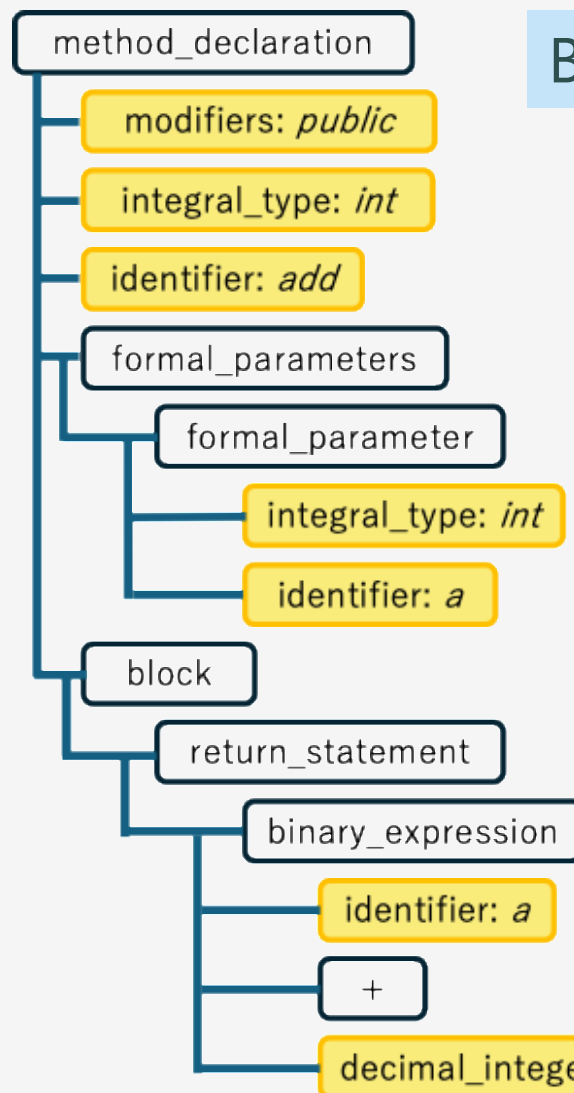 method_declaration
B
modifiers: public
integral_type: int
identifier: add
formal_parameters
formal_parameter
integral_type: int
identifier: a
block
return_statement
binary_expression
identifier: a
+